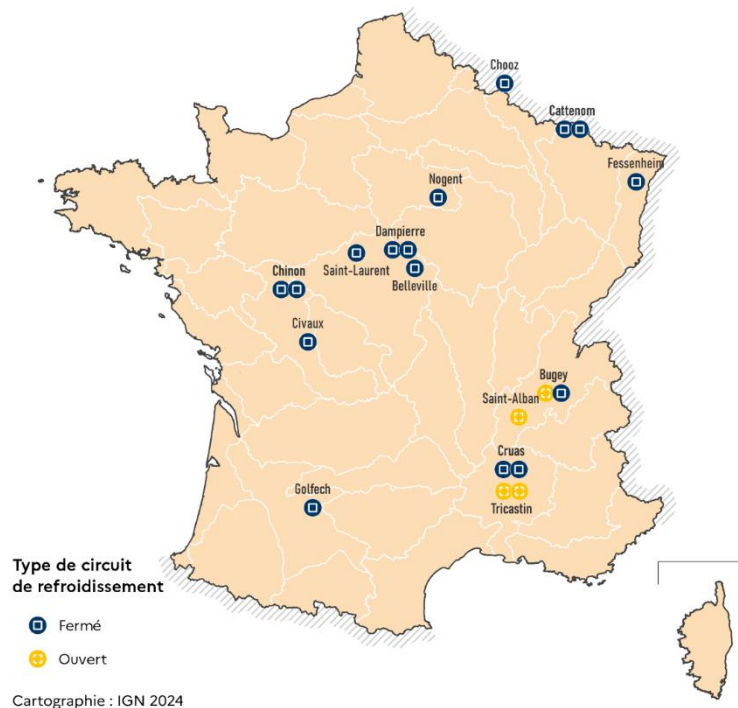 Chooz
Cattenom
Fessenheim
Nogent
Dampierre
Saint-Laurent
Belleville
Chinon
Civaux
Bugey
Saint-Alban
Cruas
Golfech
Tricastin
Type de circuit
de refroidissement
Fermé
Ouvert
Cartographie : IGN 2024